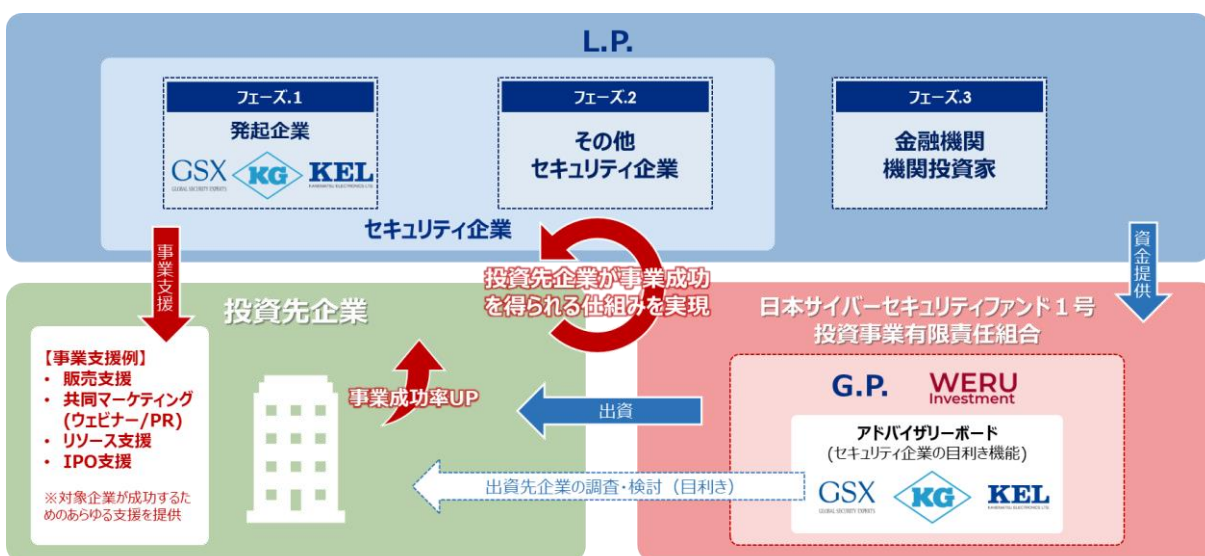 L.P.
フェーズ.1
発起企業
GSX
GLOBAL SECURITY EXPERTS
KG
KEL
KANEMATSU ELECTRONICS LTD.
フェーズ.2
その他
セキュリティ企業
フェーズ.3
金融機関
機関投資家
セキュリティ企業
事業支援
資金提供
投資先企業が事業成功
を得られる仕組みを実現
投資先企業
【事業支援例】
• 販売支援
• 共同マーケティング
(ウェビナー/PR)
• リソース支援
• IPO支援
※対象企業が成功するた
めのあらゆる支援を提供
事業成功率UP
出資
出資先企業の調査・検討（目利き）
日本サイバーセキュリティファンド１号
投資事業有限責任組合
G.P.
WERU
Investment
アドバイザリーボード
(セキュリティ企業の目利き機能)
GSX
GLOBAL SECURITY EXPERTS
KG
KEL
KANEMATSU ELECTRONICS LTD.